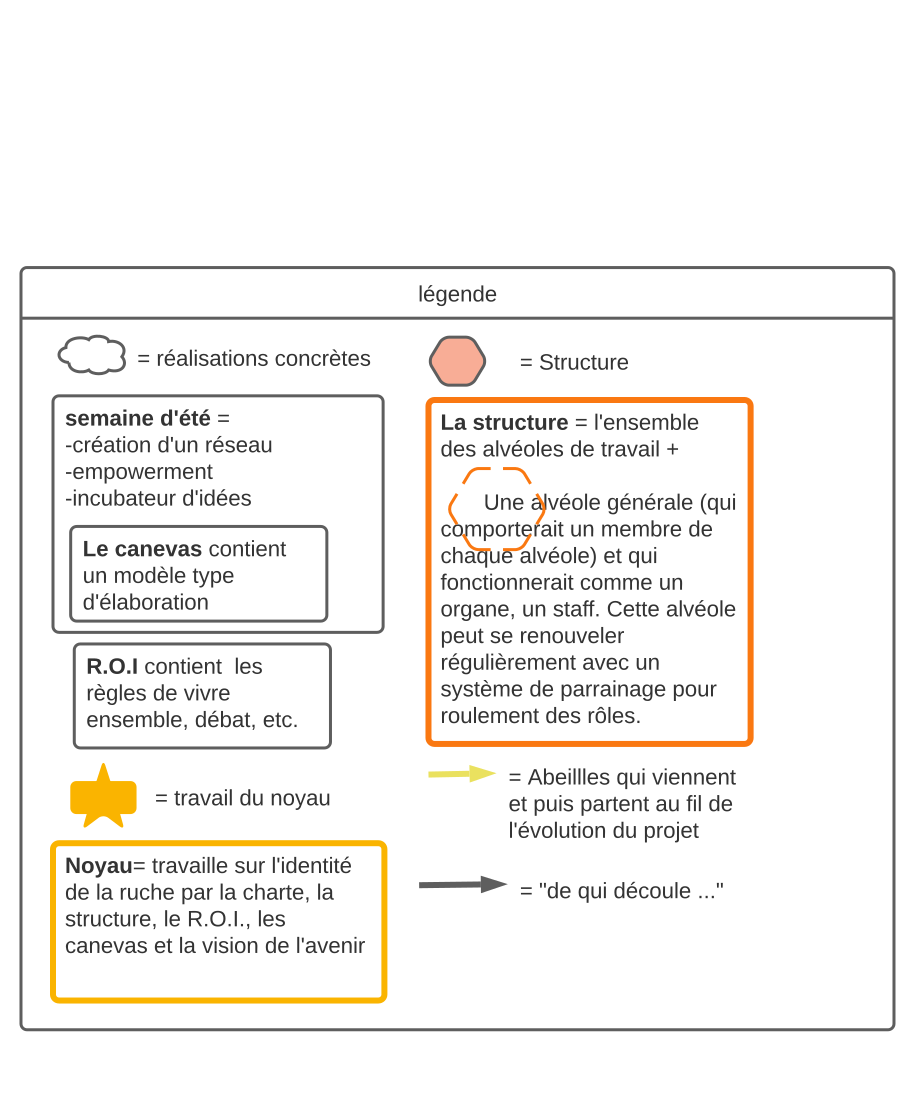 légende
= réalisations concrètes
semaine d'été =
-création d'un réseau
-empowerment
-incubateur d'idées
Le canevas contient
un modèle type
d'élaboration
R.O.I contient  les
règles de vivre
ensemble, débat, etc.
= travail du noyau
Noyau= travaille sur l'identité
de la ruche par la charte, la
structure, le R.O.I., les
canevas et la vision de l'avenir
= Structure
La structure = l'ensemble
des alvéoles de travail +
Une alvéole générale (qui
comporterait un membre de
chaque alvéole) et qui
fonctionnerait comme un
organe, un staff. Cette alvéole
peut se renouveler
régulièrement avec un
système de parrainage pour
roulement des rôles.
= Abeillles qui viennent
et puis partent au fil de
l'évolution du projet
= "de qui découle ..."